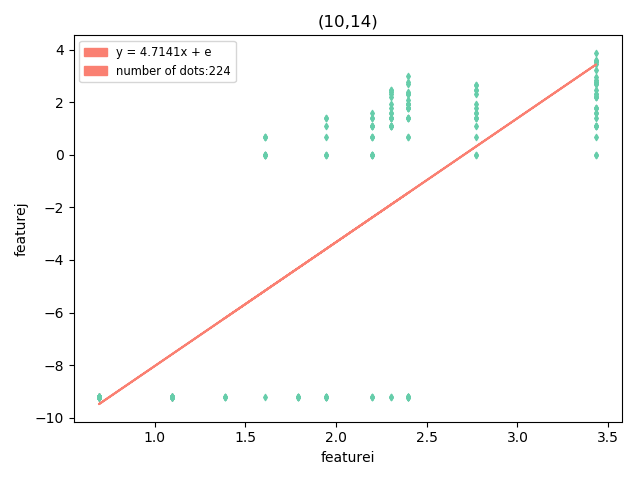 (10,14)
y = 4.7141x + e
number of dots:224
4
2
0
−2
−4
−6
−8
−10
featurej
1.0 1.5 2.0 2.5 3.0 3.5
featurei